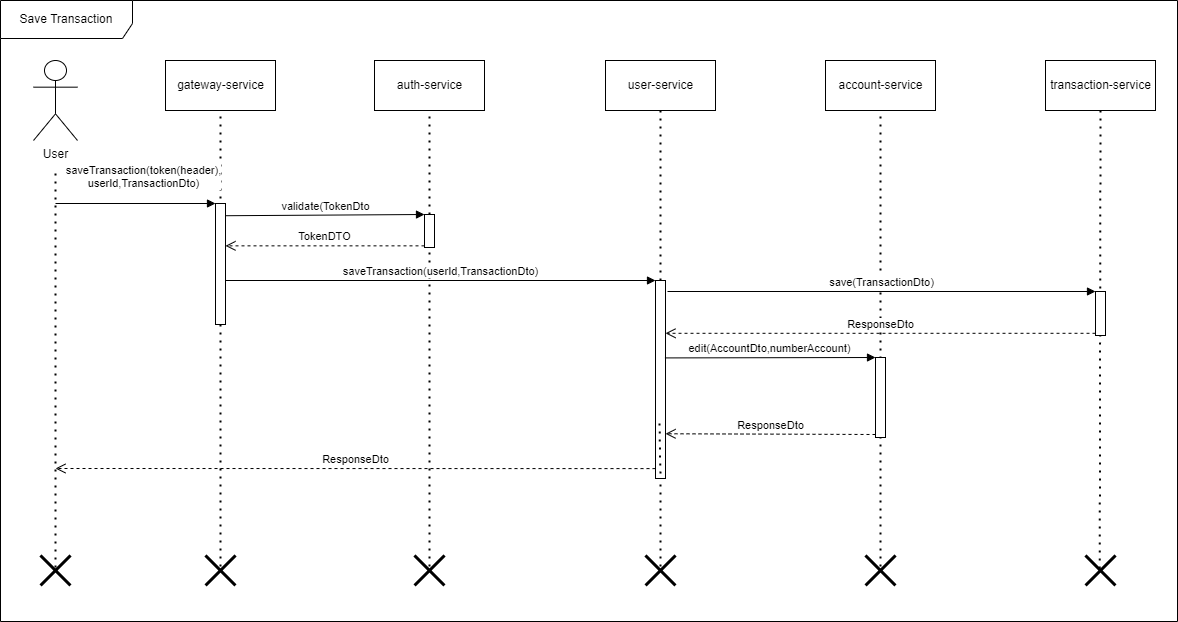 Save Transaction
gateway-service
auth-service
user-service
account-service
transaction-service
User
saveTransaction(token(header),
userId,TransactionDto)
validate(TokenDto
TokenDTO
saveTransaction(userId,TransactionDto)
save(TransactionDto)
ResponseDto
edit(AccountDto,numberAccount)
ResponseDto
ResponseDto